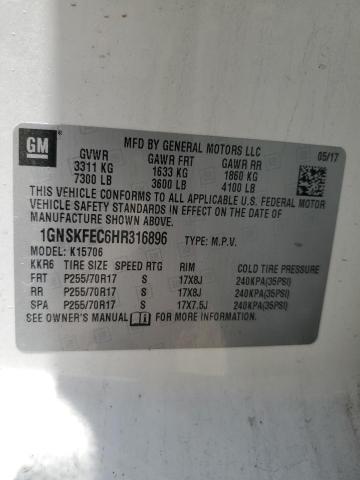 GM
MFD BY GENERAL MOTORS LLC
05/17
GVWR GAWR FRT GAWR RR
3311 KG 1633 KG 1860 KG
7300 LB 3600 LB 4100 LB
THIS VEHICLE CONFORMS TO ALL APPLICABLE U.S. FEDERAL MOTOR
VEHICLE SAFETY STANDARDS IN EFFECT ON THE DATE OF
MANUFACTURE SHOWN ABOVE.
1GNSKFEC6HR316896 TYPE: M.P.V.
MODEL: K15706
KKR6 TIRE SIZE SPEED RTG RIM COLD TIRE PRESSURE
FRT P255/70R17 S 17X8J 240KPA(35PSI)
RR P255/70R17 S 17X8J 240KPA(35PSI)
SPA P255/70R17 S 17X7.5J 240KPA(35PSI)
SEE OWNER'S MANUAL FOR MORE INFORMATION.